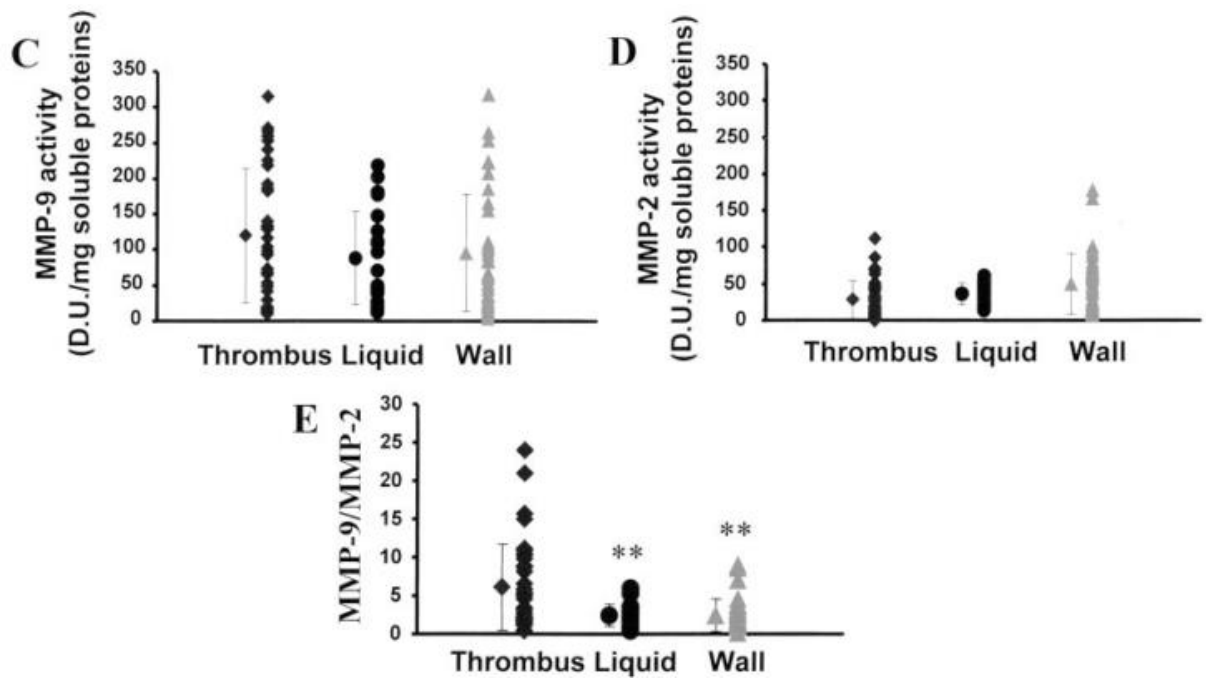 C
MMP-9 activity
(D.U./mg soluble proteins)
350
300
250
200
150
100
50
0
Thrombus Liquid Wall
D
MMP-2 activity
(D.U./mg soluble proteins)
350
300
250
200
150
100
50
0
Thrombus Liquid Wall
E
MMP-9/MMP-2
30
25
20
15
10
5
0
**
**
Thrombus Liquid Wall